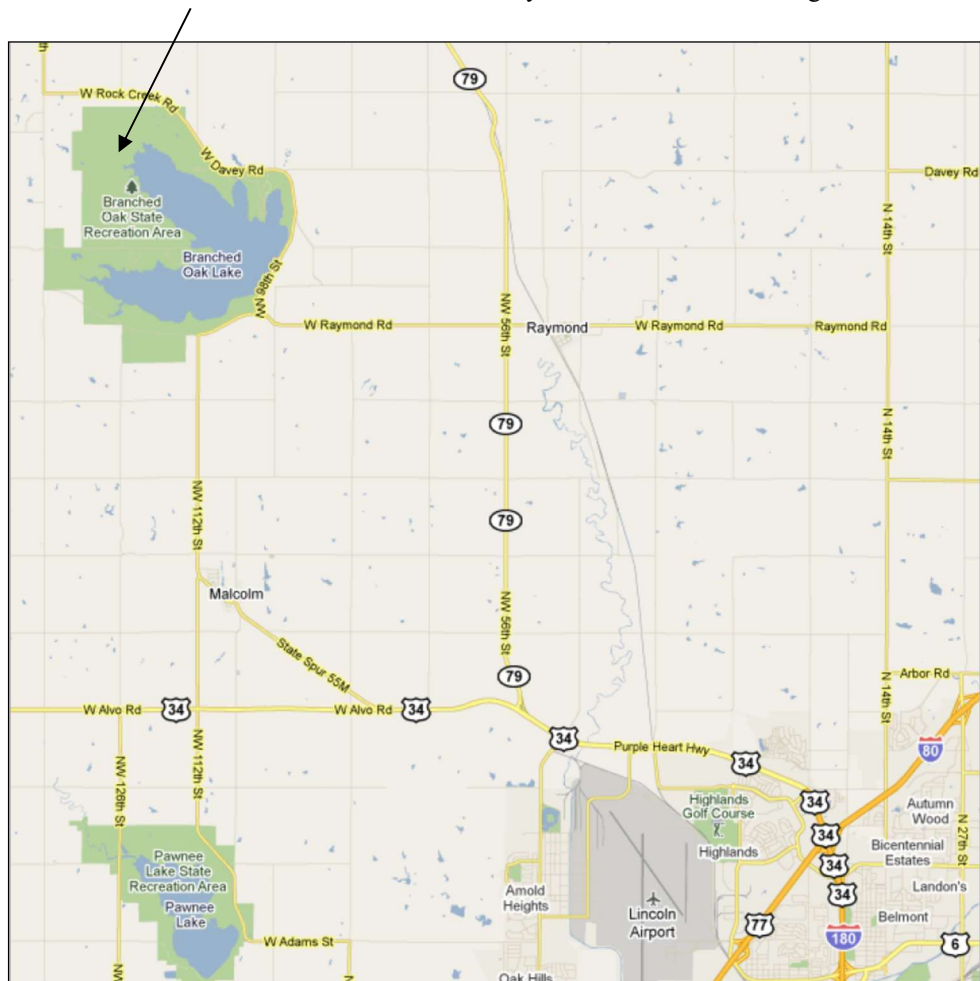 79
W Rock Creek Rd
W Davey Rd
Davey Rd
Branched
Oak State
Recreation Area
N 14th St
Branched
Oak Lake
NW 98th St
W Raymond Rd
NW 56th St
Raymond
W Raymond Rd
Raymond Rd
79
N 14th St
NW 112th St
79
Malcolm
NW 56th St
State Spur 55M
79
Arbor Rd
N 14th St
W Alvo Rd
34
W Alvo Rd
34
34
Purple Heart Hwy
34
80
NW 126th St
NW 112th St
Highlands
Golf Course
34
Autumn
Wood
34
N 27th St
Highlands
Bicentennial
Estates
Pawnee
Lake State
Recreation Area
34
Landon's
Arnold
Heights
34
Pawnee
Lake
Lincoln
Airport
77
Belmont
180
6
W Adams St
NW
N
Oak Hills